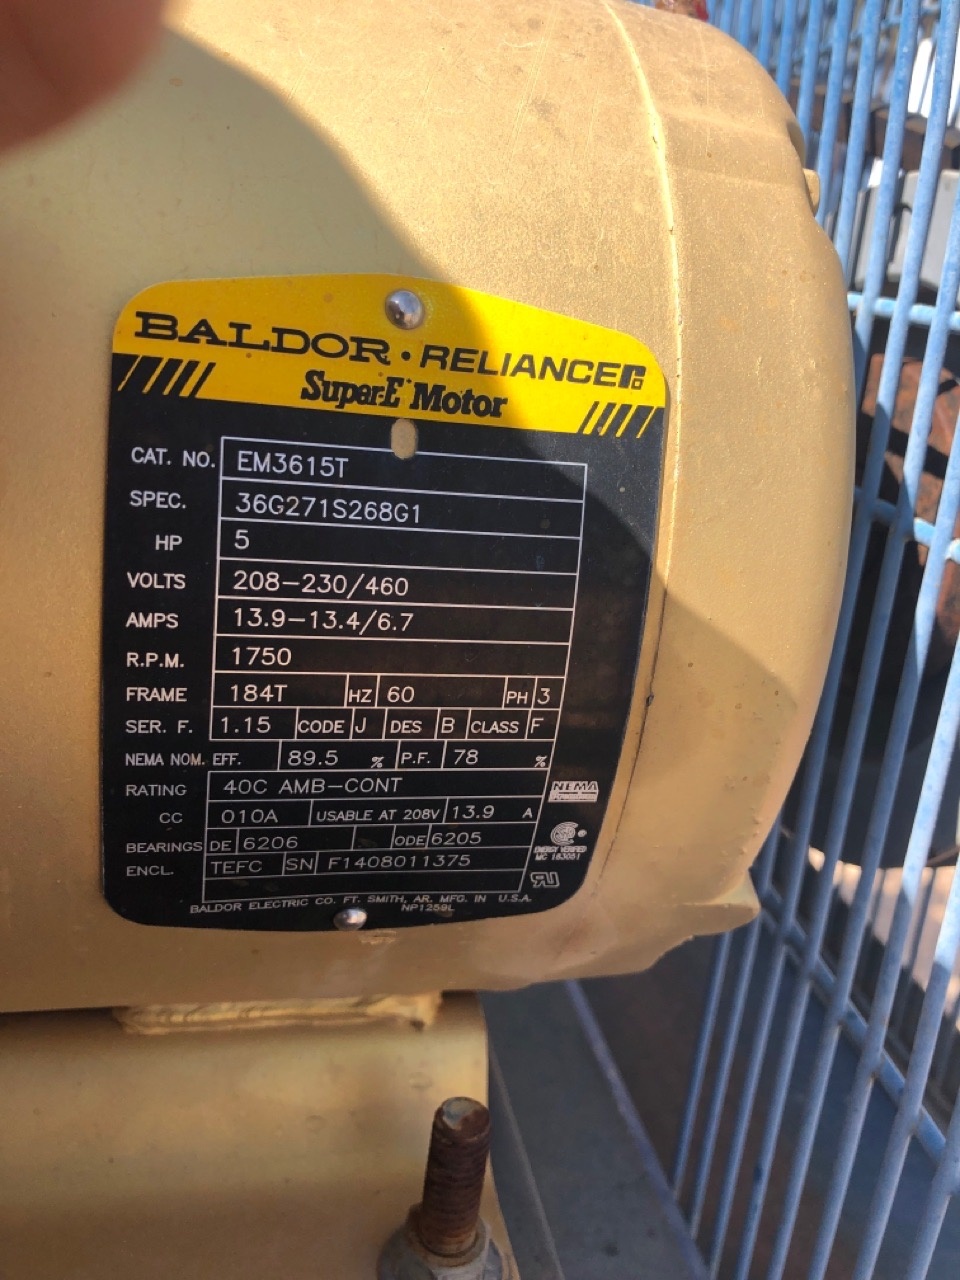 BALDOR · RELIANCER
Super-E Motor
CAT. NO. EM3615T
SPEC. 36G271S268G1
HP 5
VOLTS 208-230/460
AMPS 13.9-13.4/6.7
R.P.M. 1750
FRAME 184T HZ 60 PH 3
SER. F. 1.15 CODE J DES B CLASS F
NEMA NOM. EFF. 89.5 % P.F. 78 %
RATING 40C AMB-CONT
NEMA
CC 010A USABLE AT 208V 13.9 A
BEARINGS DE 6206 ODE 6205
ENERGY VERIFIED
MC 163051
ENCL. TEFC SN F1408011375
BALDOR ELECTRIC CO. FT. SMITH, AR. MFG. IN U.S.A.
NP1259L